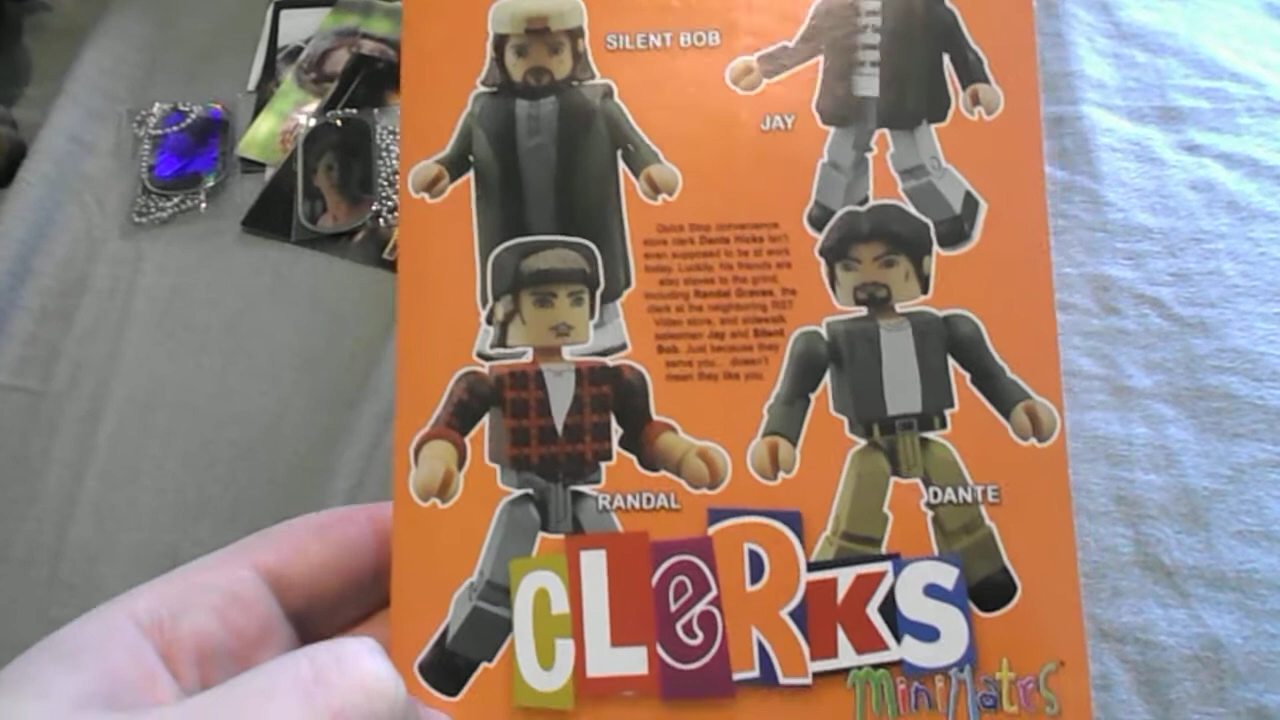 SILENT BOB
JAY
Quick Stop convenience
store clerk Dante Hicks isn't
even supposed to be at work
today. Luckily, his friends are
also slaves to the grind,
including Randal Graves, the
clerk at the neighboring RST
Video store, and sidewalk
salesmen Jay and Silent
Bob. Just because they
serve you... doesn't
mean they like you.
RANDAL
DANTE
CLeRKS
minimates